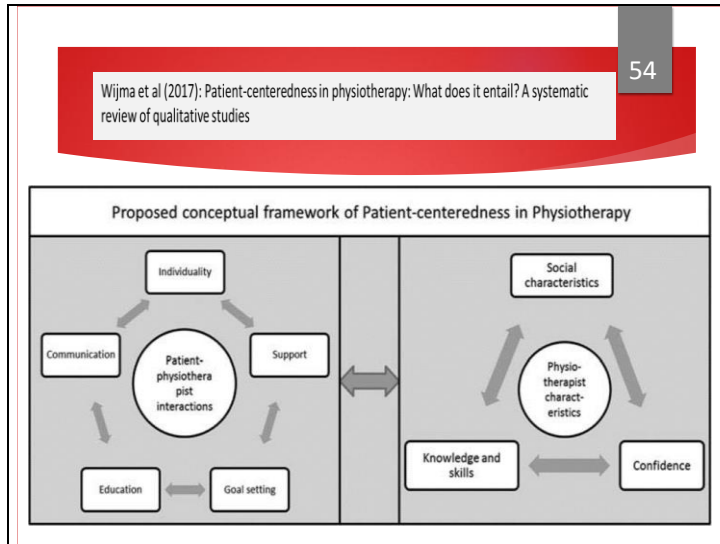 54
Wijma et al (2017): Patient-centeredness in physiotherapy: What does it entail? A systematic
review of qualitative studies
Proposed conceptual framework of Patient-centeredness in Physiotherapy
Individuality
Communication
Patient-
physiothera
pist
interactions
Support
Education
Goal setting
Social
characteristics
Physio-
therapist
charact-
eristics
Knowledge and
skills
Confidence